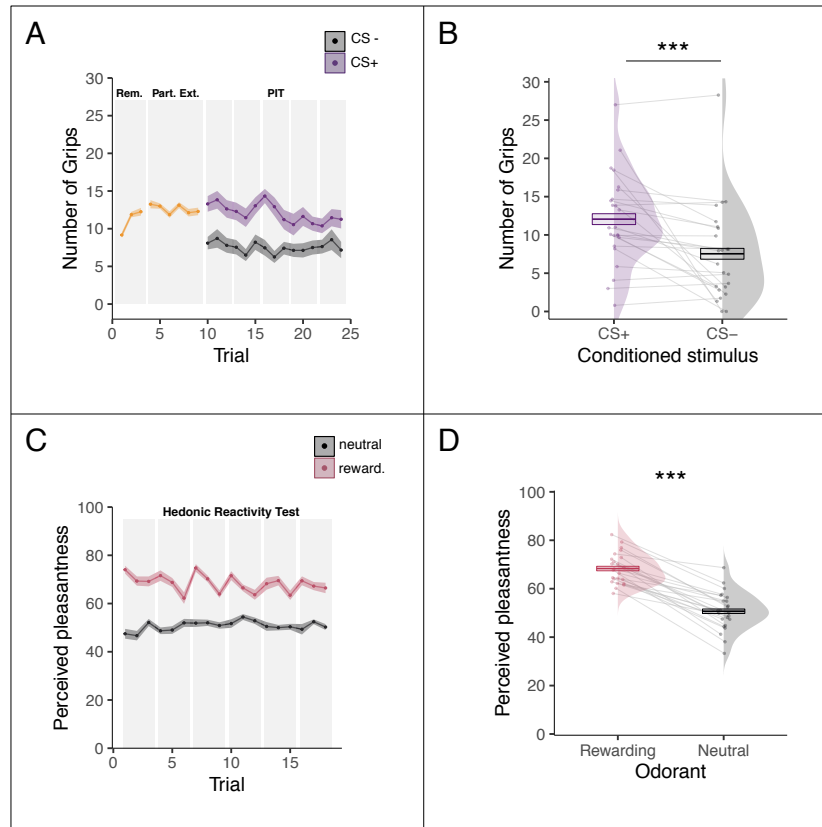 A
CS -
CS+
Rem. Part. Ext. PIT
30
25
20
15
10
5
0
Number of Grips
0 5 10 15 20 25
Trial
B
***
30
25
20
15
10
5
0
Number of Grips
CS+ CS−
Conditioned stimulus
C
neutral
reward.
Hedonic Reactivity Test
100
80
60
40
20
0
Perceived pleasantness
0 5 10 15
Trial
D
***
100
80
60
40
20
0
Perceived pleasantness
Rewarding Neutral
Odorant